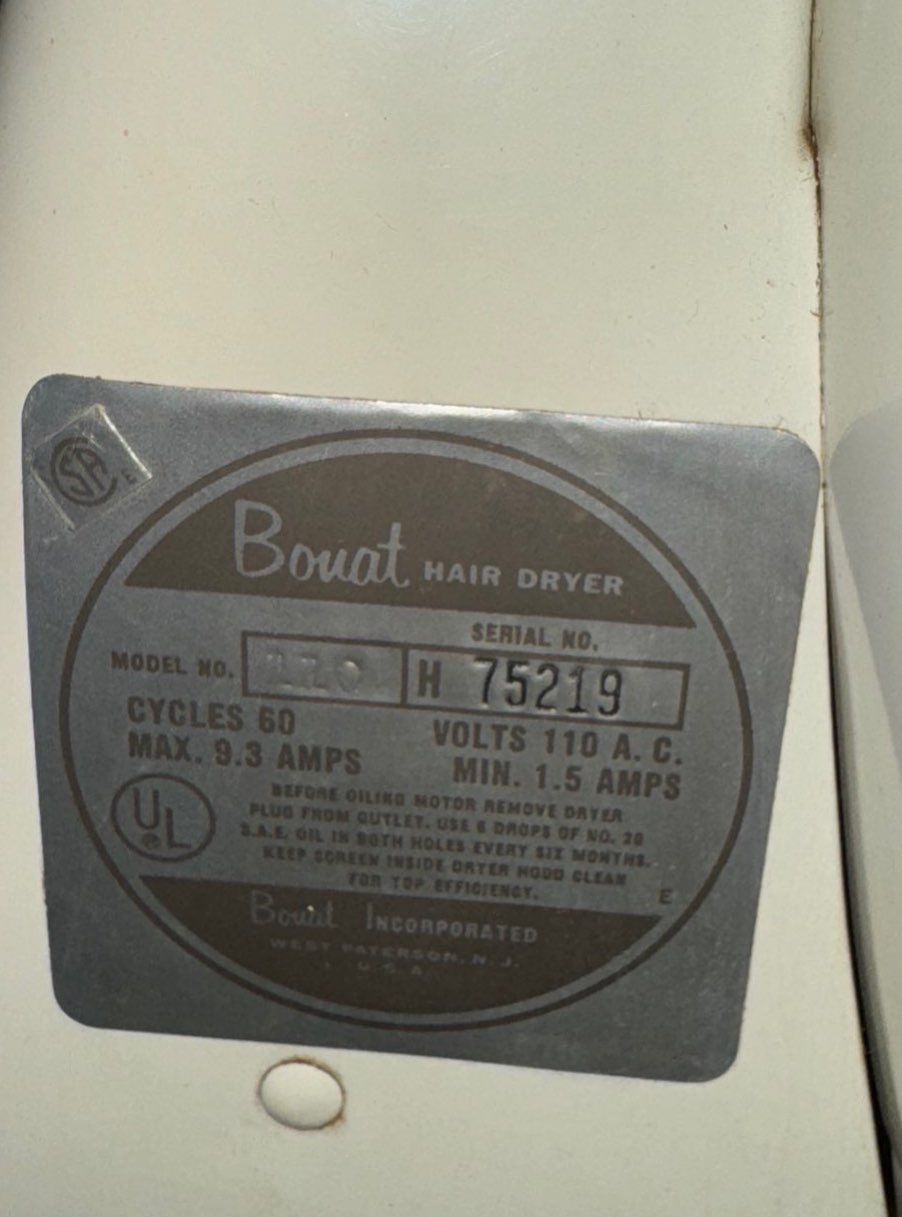 SA E
Bonat HAIR DRYER
SERIAL NO.
MODEL NO. H 75219
CYCLES 60 VOLTS 110 A. C.
MAX. 9.3 AMPS MIN. 1.5 AMPS
BEFORE OILING MOTOR REMOVE DRYER
PLUG FROM OUTLET. USE 6 DROPS OF NO. 20
S.A.E. OIL IN BOTH HOLES EVERY SIX MONTHS.
KEEP SCREEN INSIDE DRYER HOOD CLEAN
FOR TOP EFFICIENCY.
UL
E
Bonat INCORPORATED
WEST PATERSON, N. J.
U S A